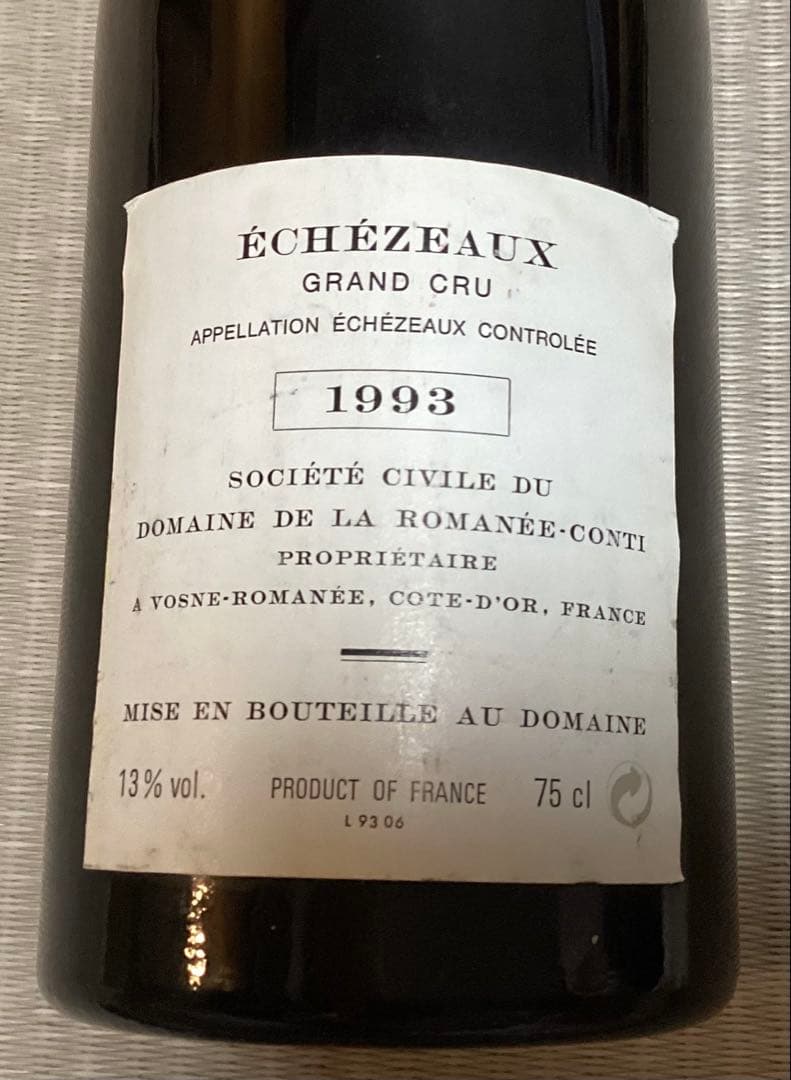 ÉCHÉZEAUX
GRAND CRU
APPELLATION ÉCHÉZEAUX CONTROLÉE
1993
SOCIÉTÉ CIVILE DU
DOMAINE DE LA ROMANÉE-CONTI
PROPRIÉTAIRE
A VOSNE-ROMANÉE, COTE-D'OR, FRANCE
MISE EN BOUTEILLE AU DOMAINE
13% vol. PRODUCT OF FRANCE 75 cl
L 93 06